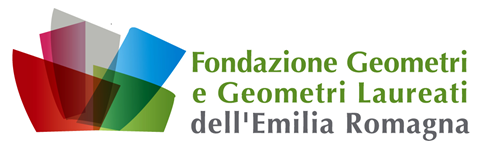 Fondazione Geometri
e Geometri Laureati
dell'Emilia Romagna